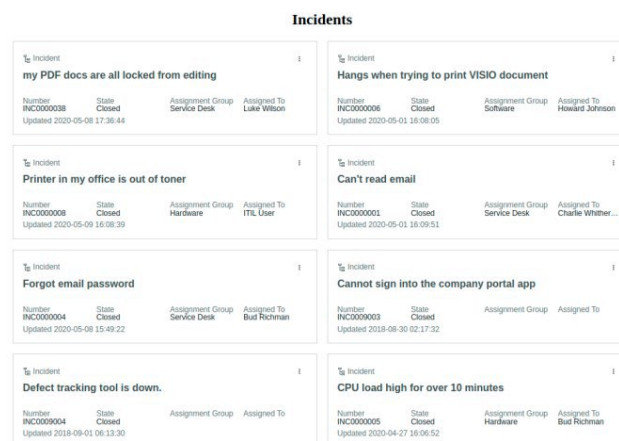 Incidents
Incident
my PDF docs are all locked from editing
Number State Assignment Group Assigned To
INC0000038 Closed Service Desk Luke Wilson
Updated 2020-05-08 17:36:44
Incident
Hangs when trying to print VISIO document
Number State Assignment Group Assigned To
INC0000006 Closed Software Howard Johnson
Updated 2020-05-01 16:08:05
Incident
Printer in my office is out of toner
Number State Assignment Group Assigned To
INC0000008 Closed Hardware ITIL User
Updated 2020-05-09 16:08:39
Incident
Can't read email
Number State Assignment Group Assigned To
INC0000001 Closed Service Desk Charlie Whither...
Updated 2020-05-01 16:09:51
Incident
Forgot email password
Number State Assignment Group Assigned To
INC0000004 Closed Service Desk Bud Richman
Updated 2020-05-08 15:49:22
Incident
Cannot sign into the company portal app
Number State Assignment Group Assigned To
INC0009003 Closed
Updated 2018-08-30 02:17:32
Incident
Defect tracking tool is down.
Number State Assignment Group Assigned To
INC0009004 Closed
Updated 2018-09-01 06:13:30
Incident
CPU load high for over 10 minutes
Number State Assignment Group Assigned To
INC0000005 Closed Hardware Bud Richman
Updated 2020-04-27 16:06:52